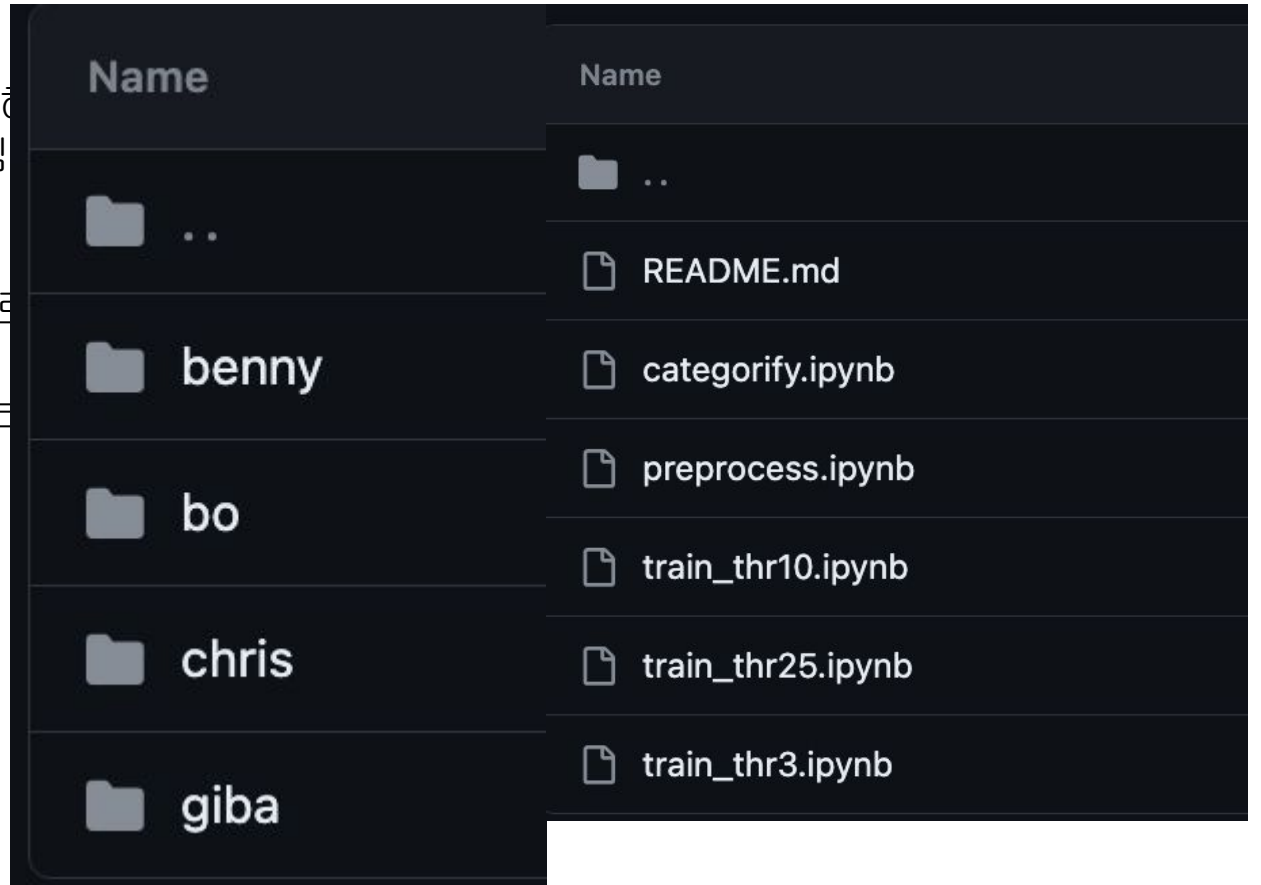 Name
..
benny
bo
chris
giba
Name
..
README.md
categorify.ipynb
preprocess.ipynb
train_thr10.ipynb
train_thr25.ipynb
train_thr3.ipynb